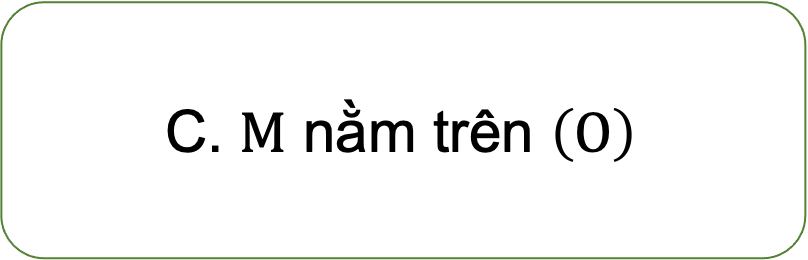 C. M nằm trên (O)